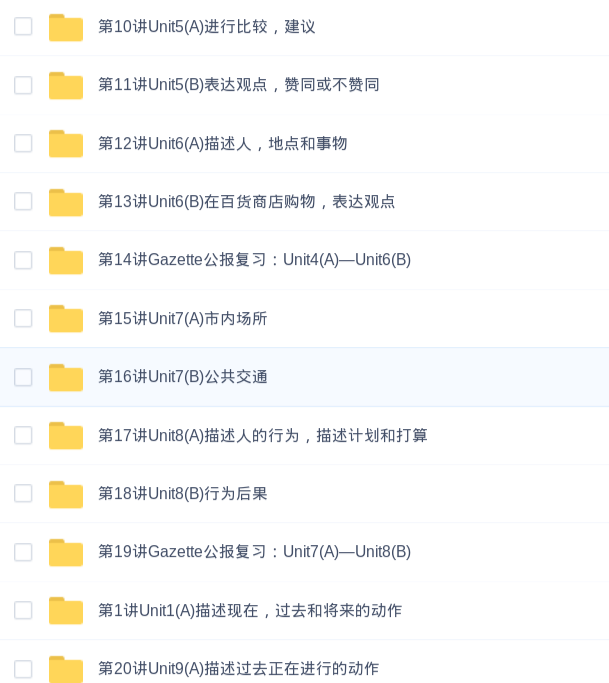 第10讲Unit5(A)进行比较，建议
第11讲Unit5(B)表达观点，赞同或不赞同
第12讲Unit6(A)描述人，地点和事物
第13讲Unit6(B)在百货商店购物，表达观点
第14讲Gazette公报复习：Unit4(A)—Unit6(B)
第15讲Unit7(A)市内场所
第16讲Unit7(B)公共交通
第17讲Unit8(A)描述人的行为，描述计划和打算
第18讲Unit8(B)行为后果
第19讲Gazette公报复习：Unit7(A)—Unit8(B)
第1讲Unit1(A)描述现在，过去和将来的动作
第20讲Unit9(A)描述过去正在进行的动作